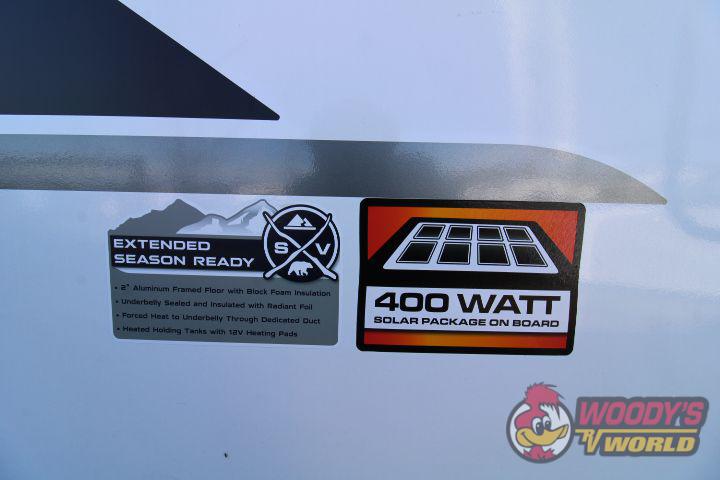 EXTENDED
SEASON READY
S V
• 2" Aluminum Framed Floor with Block Foam Insulation
• Underbelly Sealed and Insulated with Radiant Foil
• Forced Heat to Underbelly Through Dedicated Duct
• Heated Holding Tanks with 12V Heating Pads
400 WATT
SOLAR PACKAGE ON BOARD
WOODY'S
RV WORLD